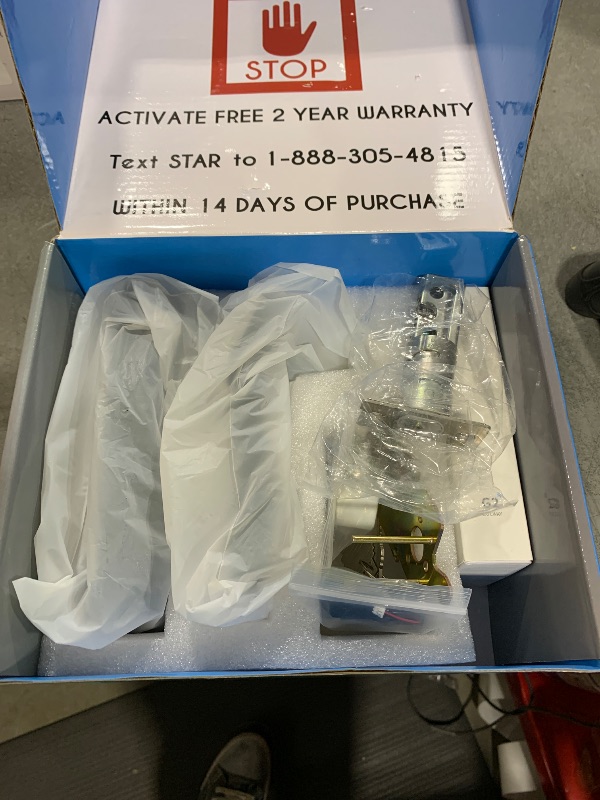 STOP
ACTIVATE FREE 2 YEAR WARRANTY
Text STAR to 1-888-305-4815
WITHIN 14 DAYS OF PURCHASE